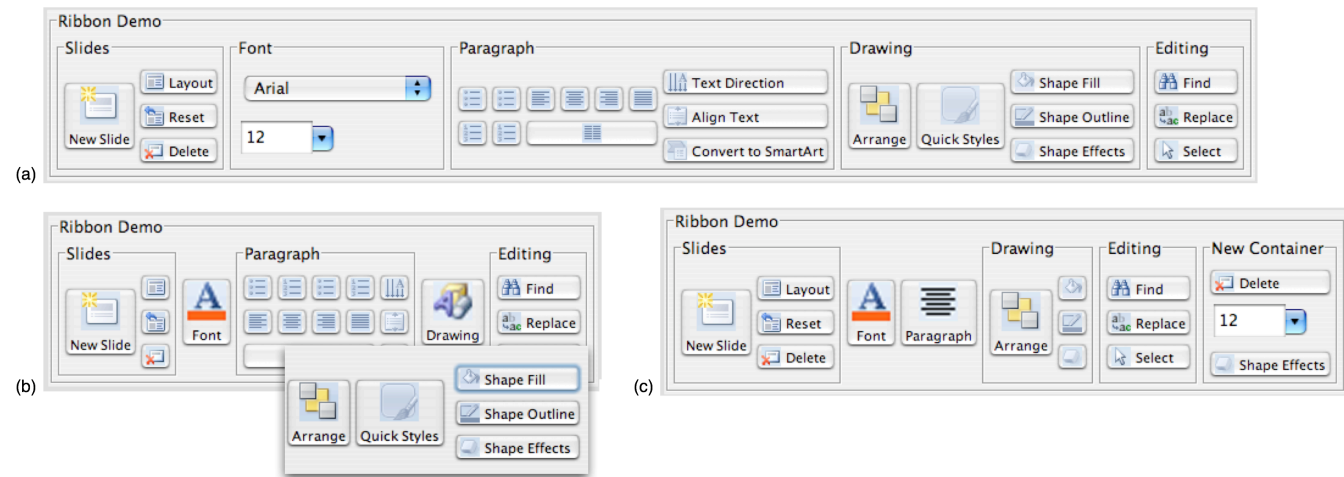 Ribbon Demo
Slides Font Paragraph Drawing Editing
Layout Arial Text Direction Shape Fill Find
Reset 12 Align Text Shape Outline Replace
New Slide Arrange Quick Styles
Delete Convert to SmartArt Shape Effects Select
(a)
Ribbon Demo
Slides Paragraph Editing
Find
Replace
New Slide Font Drawing
(b)
Shape Fill
Shape Outline
Arrange Quick Styles
Shape Effects
Ribbon Demo
Slides Drawing Editing New Container
Layout Find Delete
Reset Replace 12
New Slide Font Paragraph Arrange
Delete Select Shape Effects
(c)